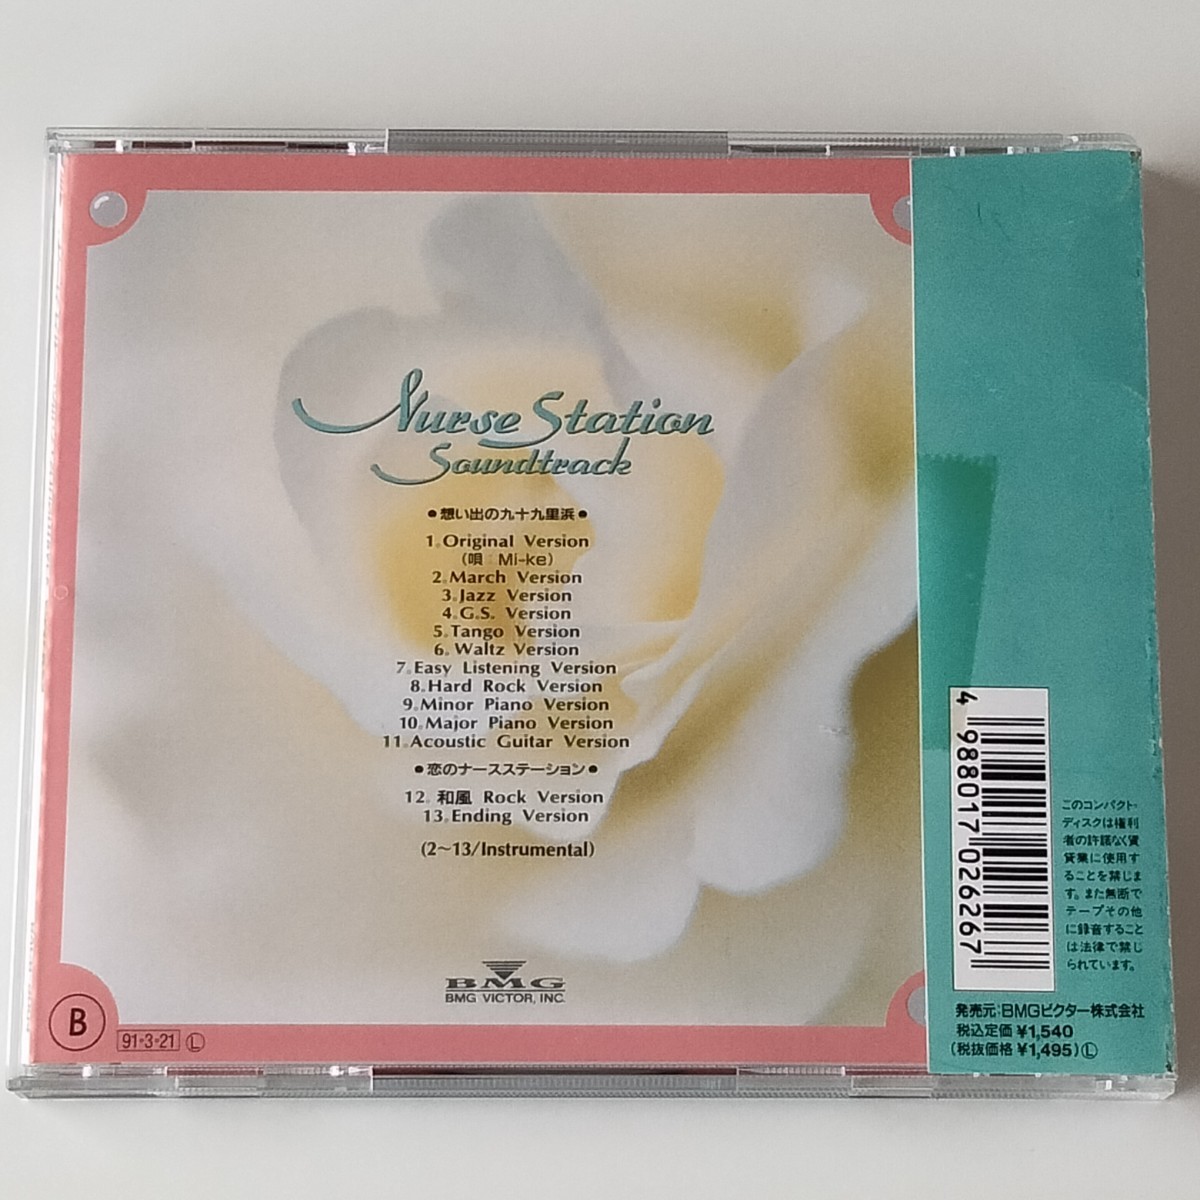 Nurse Station
Soundtrack
●想い出の九十九里浜●
1.Original Version
(唄:Mi-ke)
2.March Version
3.Jazz Version
4.G.S. Version
5.Tango Version
6.Waltz Version
7.Easy Listening Version
8.Hard Rock Version
9.Minor Piano Version
10.Major Piano Version
11.Acoustic Guitar Version
●恋のナースステーション●
12.和風 Rock Version
13.Ending Version
(2~13/Instrumental)
BMG
BMG VICTOR, INC.
B
91・3・21 Ⓛ
4 988017 026267
このコンパクト・
ディスクは権利
者の許諾なく賃
貸業に使用す
ることを禁じま
す。また無断で
テープその他
に録音すること
は法律で禁じ
られています。
発売元:BMGビクター株式会社
税込定価 ¥1,540
(税抜価格 ¥1,495)Ⓛ